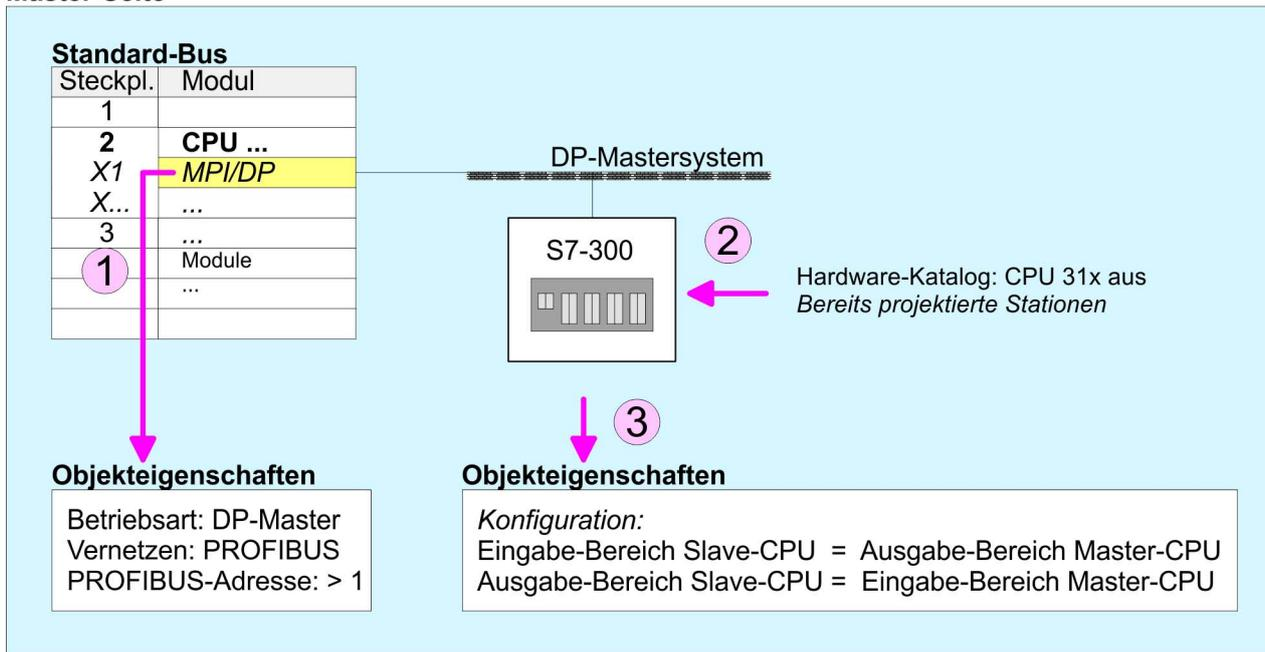 Standard-Bus
Steckpl. Modul
1
2 CPU ...
X1 MPI/DP
X... ...
3 ...
Module
...
1
DP-Mastersystem
S7-300
2
Hardware-Katalog: CPU 31x aus
Bereits projektierte Stationen
3
Objekteigenschaften
Betriebsart: DP-Master
Vernetzen: PROFIBUS
PROFIBUS-Adresse: > 1
Objekteigenschaften
Konfiguration:
Eingabe-Bereich Slave-CPU = Ausgabe-Bereich Master-CPU
Ausgabe-Bereich Slave-CPU = Eingabe-Bereich Master-CPU